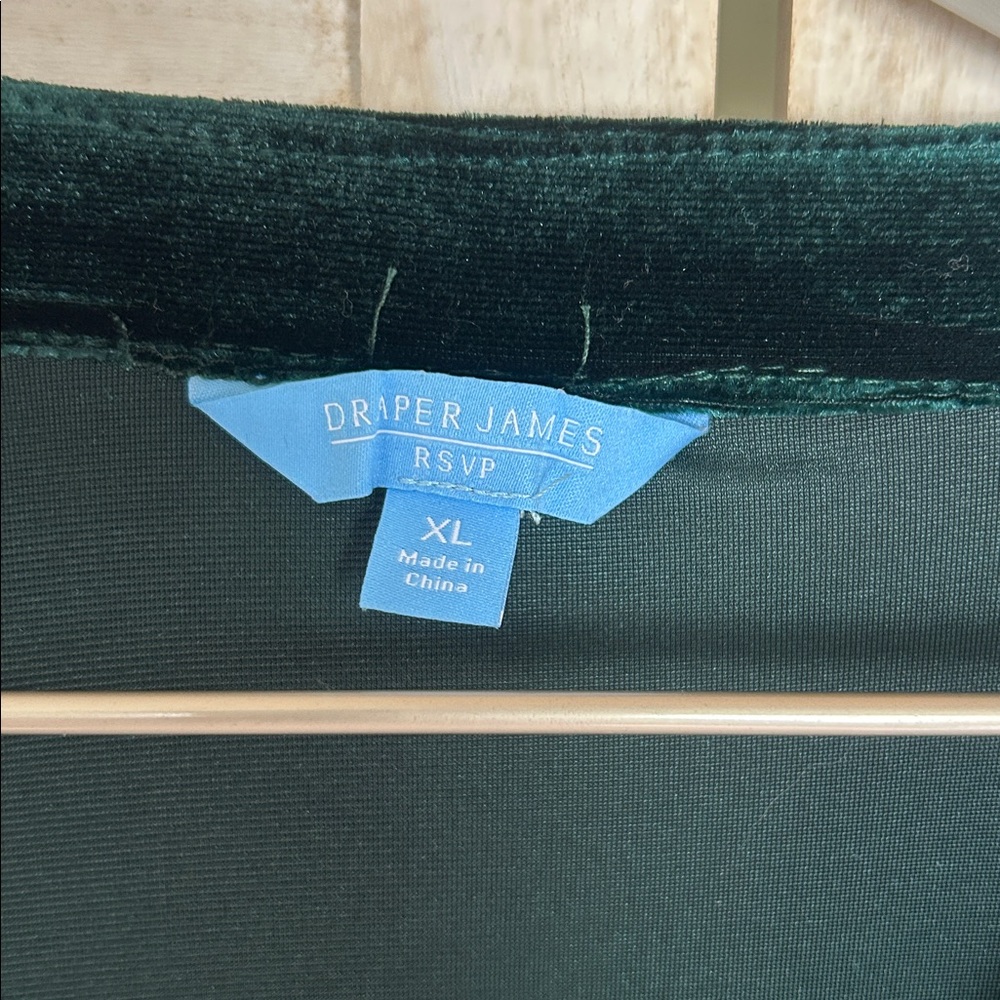 DRAPER JAMES
RSVP
XL
Made in
China